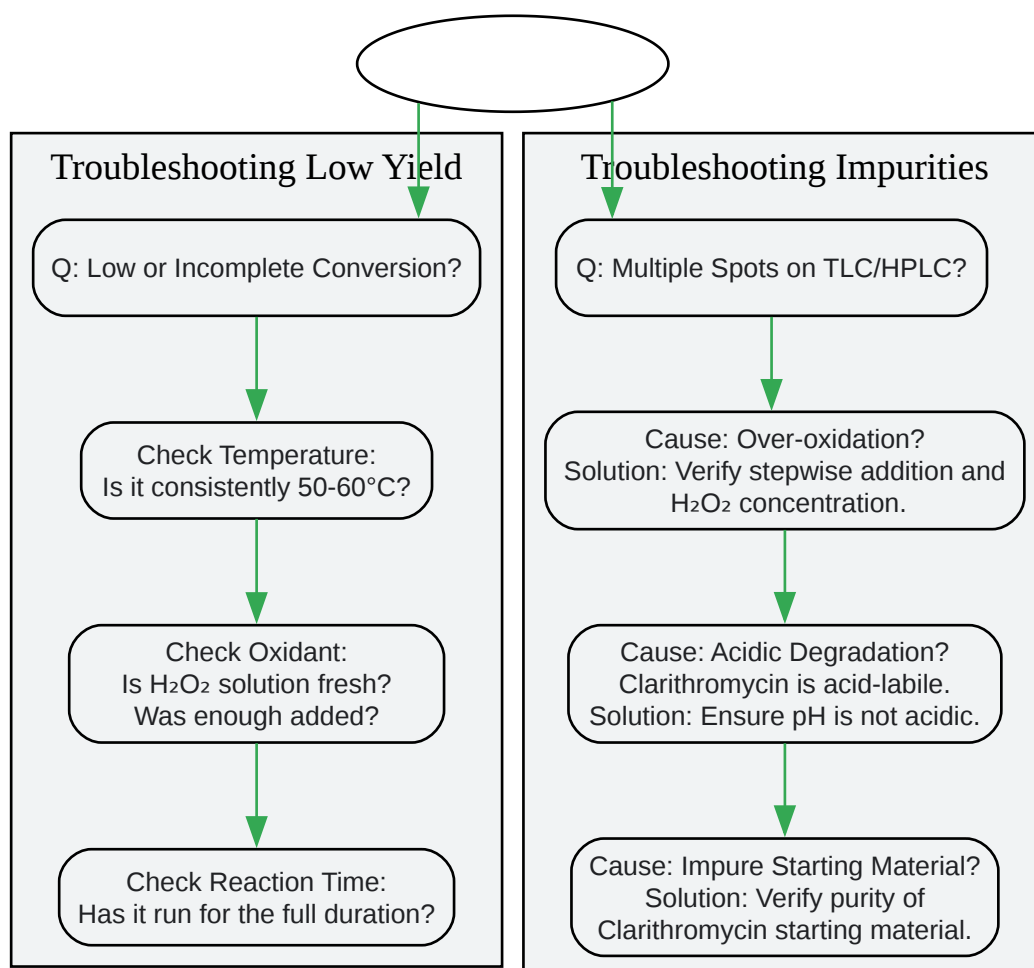 Troubleshooting Low Yield
Q: Low or Incomplete Conversion?
Check Temperature:
Is it consistently 50-60°C?
Check Oxidant:
Is H₂O₂ solution fresh?
Was enough added?
Check Reaction Time:
Has it run for the full duration?
Troubleshooting Impurities
Q: Multiple Spots on TLC/HPLC?
Cause: Over-oxidation?
Solution: Verify stepwise addition and
H₂O₂ concentration.
Cause: Acidic Degradation?
Clarithromycin is acid-labile.
Solution: Ensure pH is not acidic.
Cause: Impure Starting Material?
Solution: Verify purity of
Clarithromycin starting material.